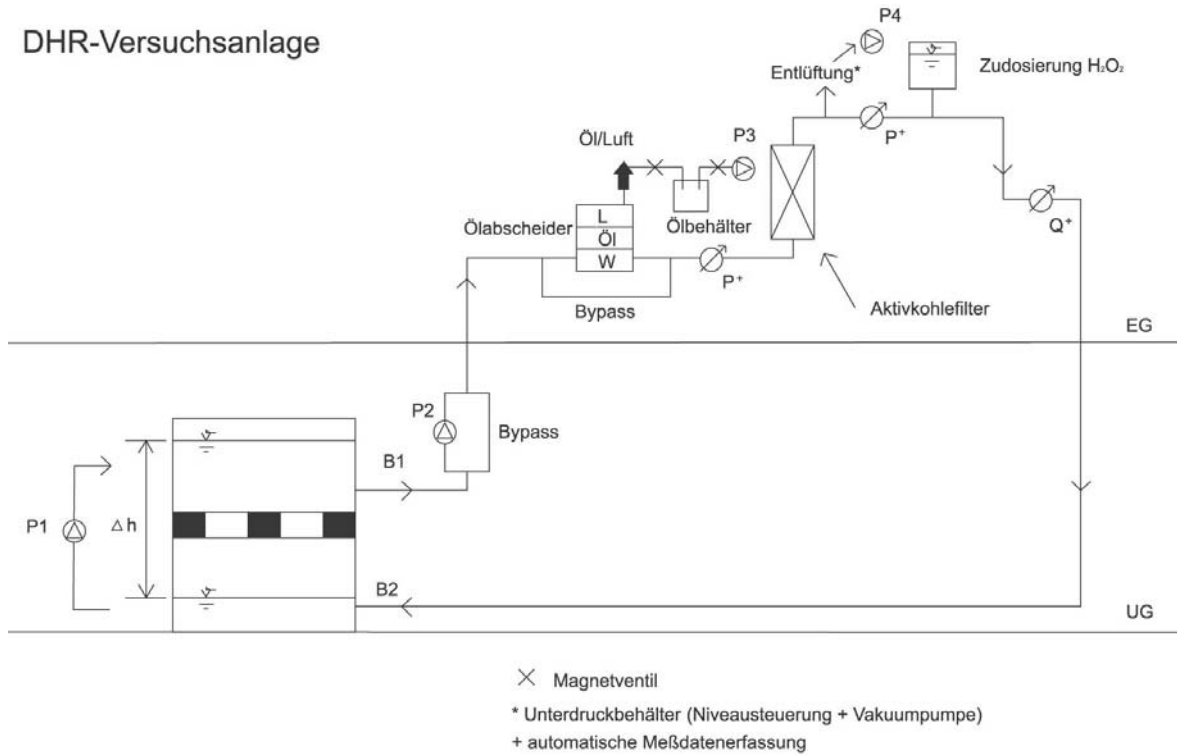 DHR-Versuchsanlage
P4
Entlüftung*
Zudosierung H₂O₂
Öl/Luft
P3
P⁺
Ölabscheider
L
Öl
W
Ölbehälter
Q⁺
P⁺
Bypass
Aktivkohlefilter
EG
P2
Bypass
B1
P1
Δh
B2
UG
Magnetventil
* Unterdruckbehälter (Niveausteuerung + Vakuumpumpe)
+ automatische Meßdatenerfassung